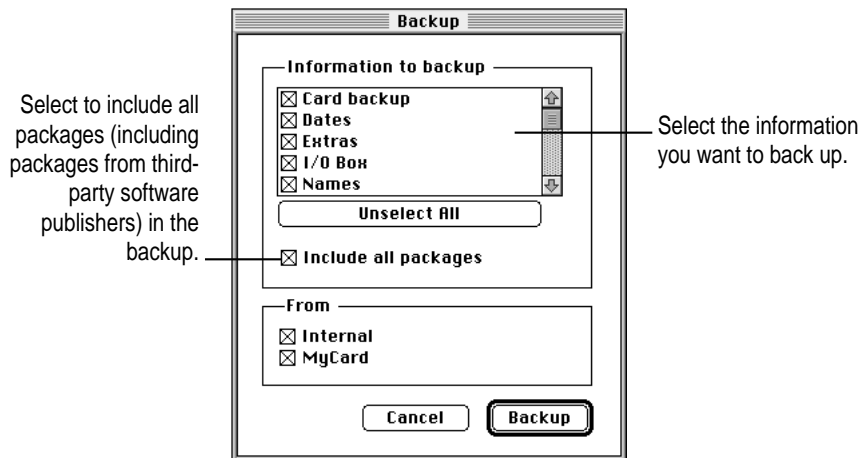 Backup
Information to backup
Card backup
Dates
Extras
I/O Box
Names
Unselect All
Include all packages
From
Internal
MyCard
Cancel
Backup
Select to include all
packages (including
packages from third-
party software
publishers) in the
backup.
Select the information
you want to back up.